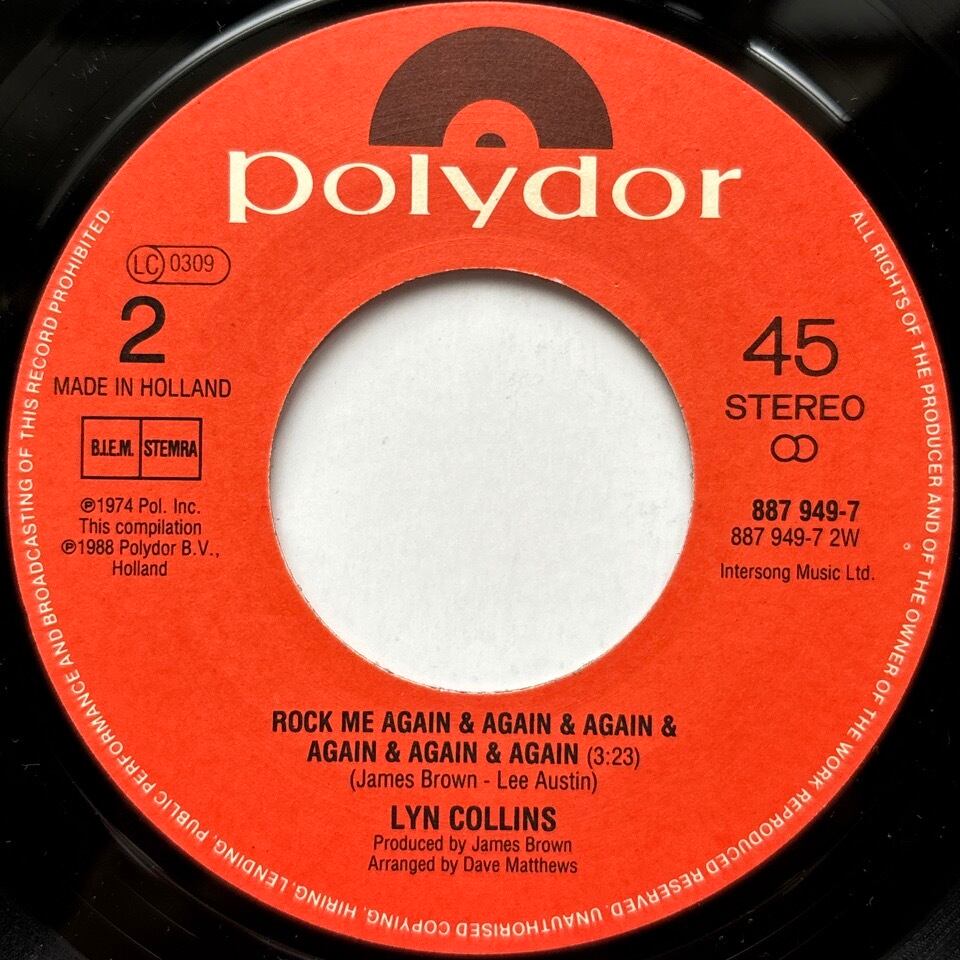 polydor
LC 0309
2
MADE IN HOLLAND
B.I.E.M. STEMRA
℗1974 Pol. Inc.
This compilation
℗1988 Polydor B.V.,
Holland
45
STEREO
887 949-7
887 949-7 2W
Intersong Music Ltd.
ROCK ME AGAIN & AGAIN & AGAIN &
AGAIN & AGAIN & AGAIN (3:23)
(James Brown - Lee Austin)
LYN COLLINS
Produced by James Brown
Arranged by Dave Matthews
ALL RIGHTS OF THE PRODUCER AND OF THE OWNER OF THE WORK REPRODUCED RESERVED. UNAUTHORISED COPYING, HIRING, LENDING, PUBLIC PERFORMANCE AND BROADCASTING OF THIS RECORD PROHIBITED